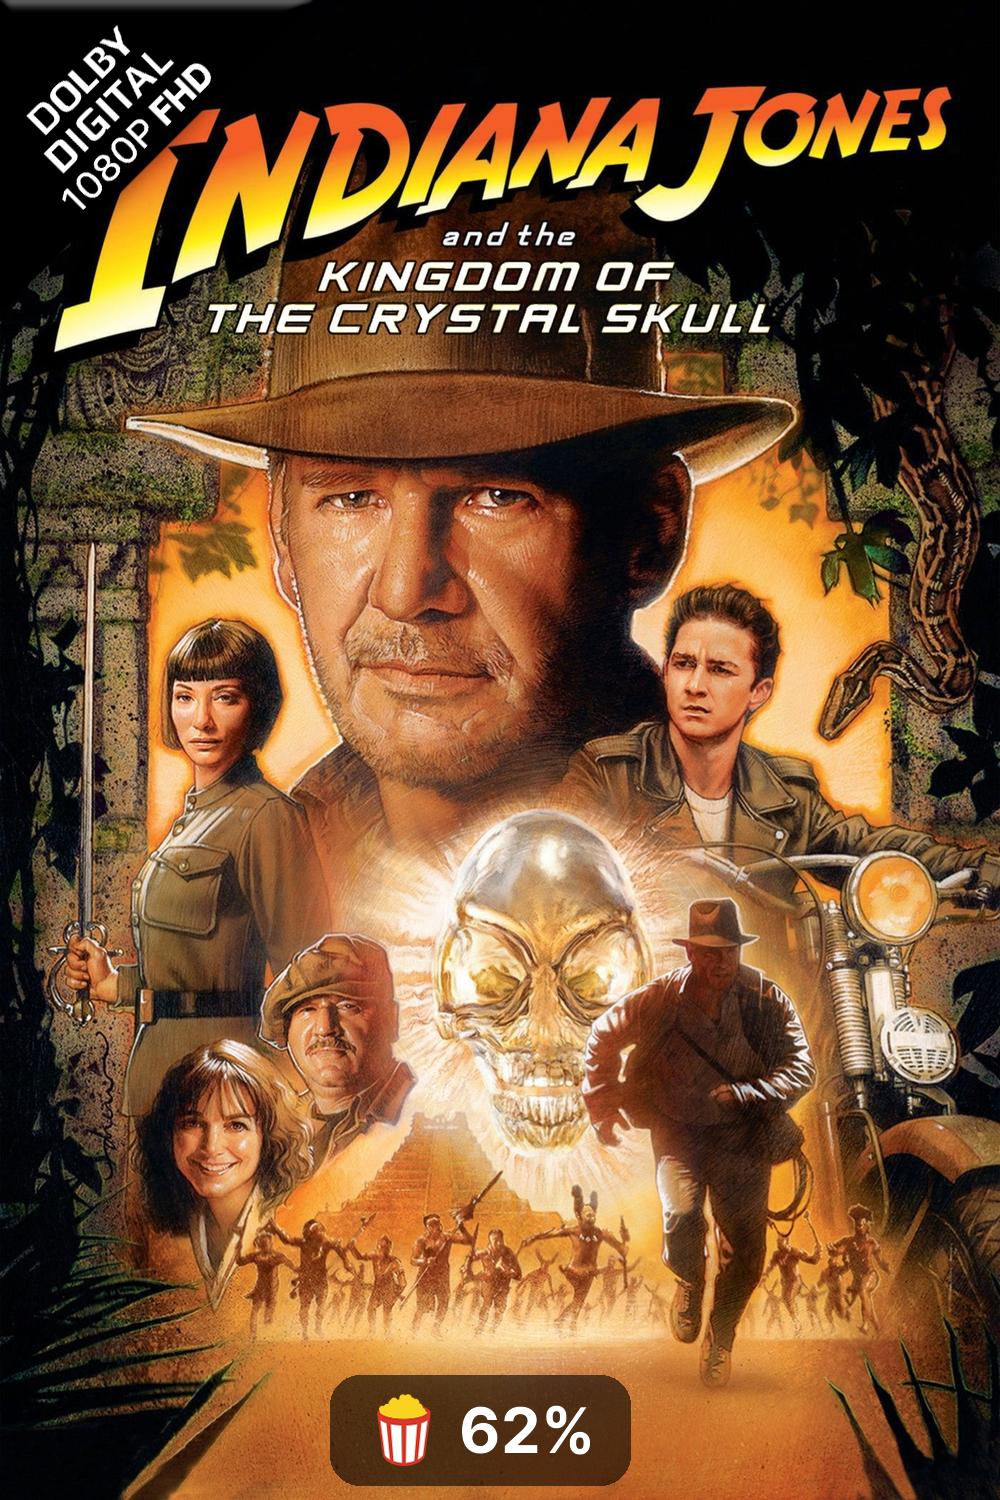 DOLBY
DIGITAL
1080P FHD
INDIANA JONES
and the
KINGDOM OF
THE CRYSTAL SKULL
62%